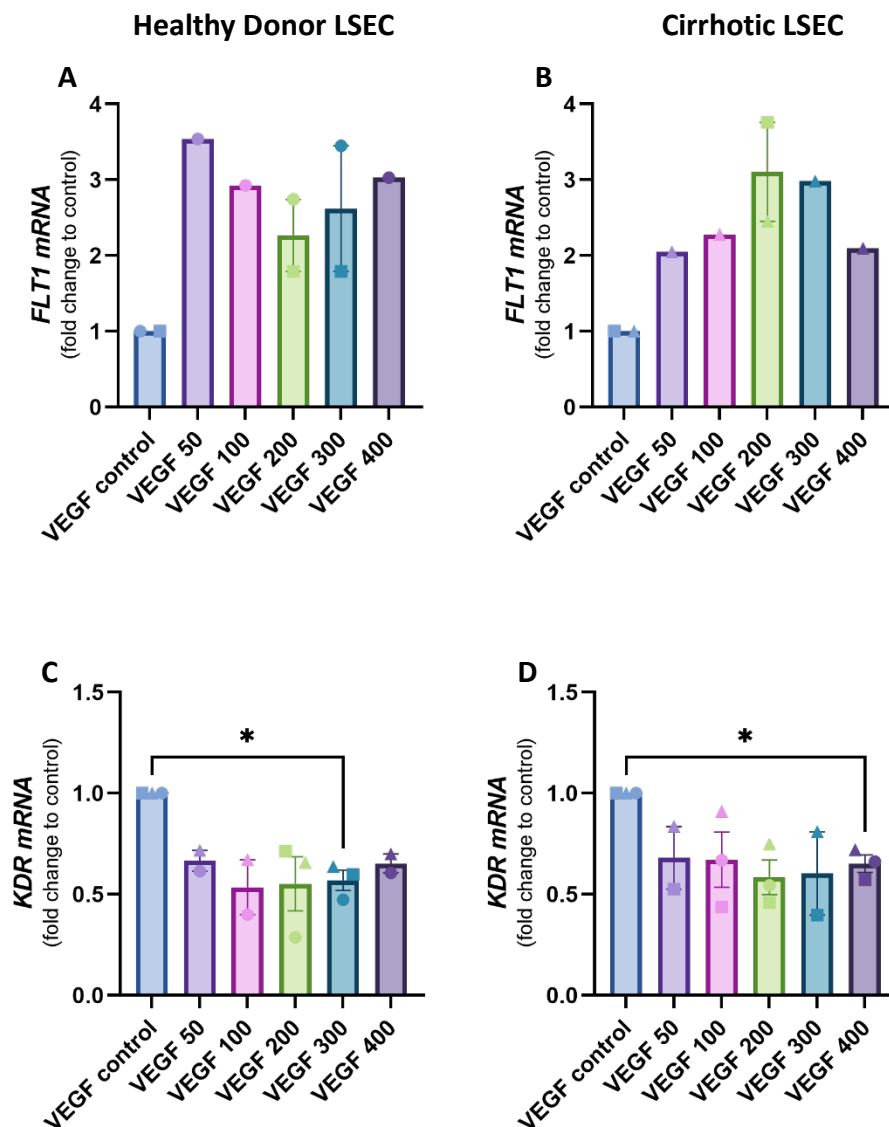 Healthy Donor LSEC
Cirrhotic LSEC
A
FLT1 mRNA
(fold change to control)
4
3
2
1
0
VEGF control
VEGF 50
VEGF 100
VEGF 200
VEGF 300
VEGF 400
B
FLT1 mRNA
(fold change to control)
4
3
2
1
0
VEGF control
VEGF 50
VEGF 100
VEGF 200
VEGF 300
VEGF 400
C
KDR mRNA
(fold change to control)
1.5
1.0
0.5
0.0
*
VEGF control
VEGF 50
VEGF 100
VEGF 200
VEGF 300
VEGF 400
D
KDR mRNA
(fold change to control)
1.5
1.0
0.5
0.0
*
VEGF control
VEGF 50
VEGF 100
VEGF 200
VEGF 300
VEGF 400